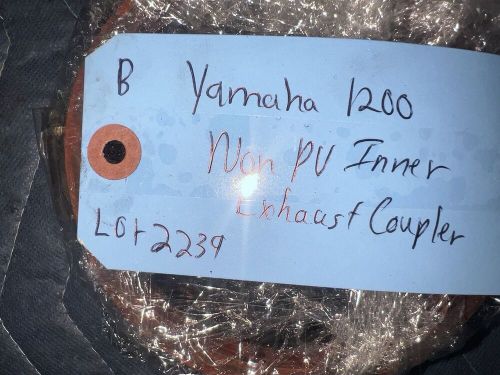 B Yamaha 1200
Non PV Inner
Exhaust Coupler
Lot 2239